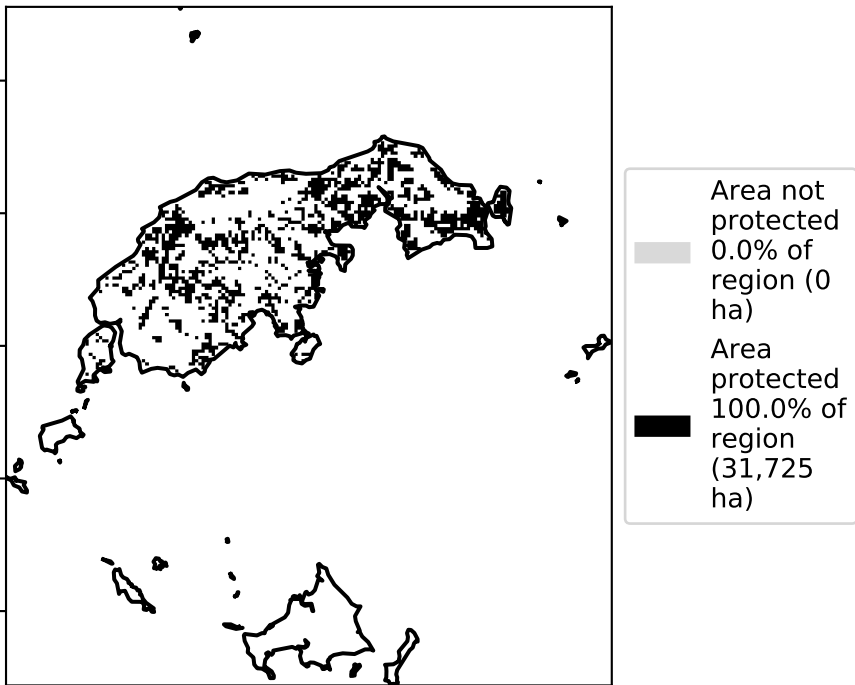 Area not
protected
0.0% of
region (0
ha)
Area
protected
100.0% of
region
(31,725
ha)